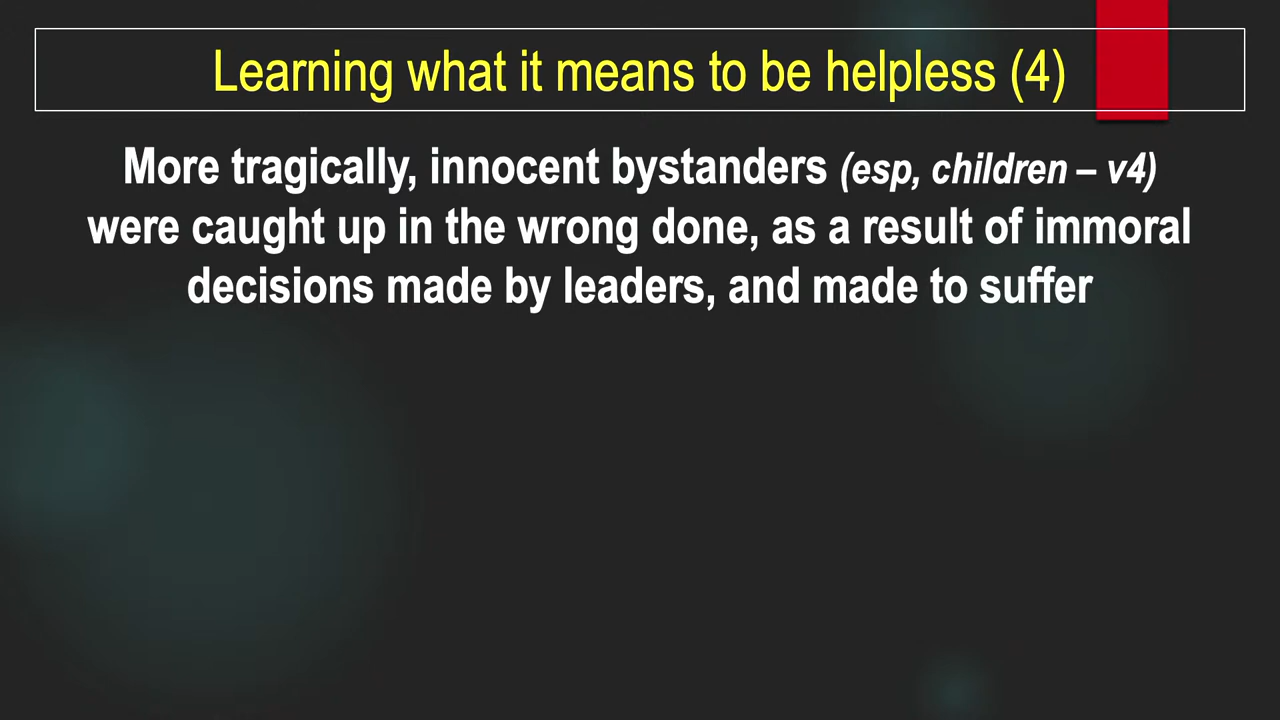 Learning what it means to be helpless (4)
More tragically, innocent bystanders (esp, children – v4)
were caught up in the wrong done, as a result of immoral
decisions made by leaders, and made to suffer